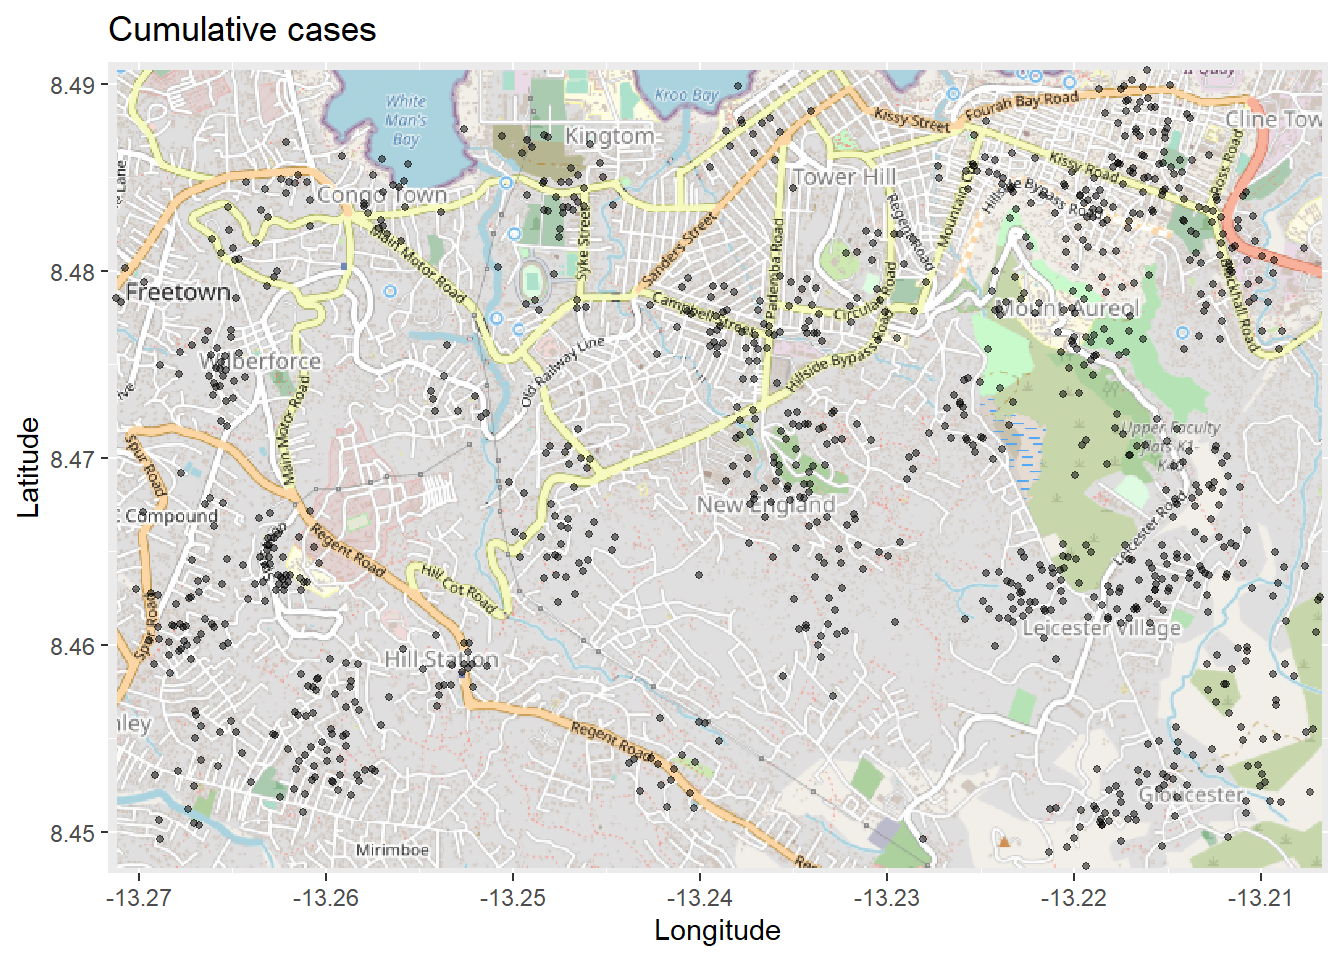 Cumulative cases
White
Man's
Bay
Kroo Bay
Kingtom
Kissy Street
Fourah Bay Road
Cline Tow
Kissy Road
Ross Road
Tower Hill
Congo Town
Regent Road
Mountain Cu
Main Motor Road
Syke Street
Sanders Street
Pademba Road
Freetown
Campbell Street
Circular Road
Mount Aureol
Blackhall Road
Wilberforce
Old Railway Line
Hillside Bypass Road
Main Motor Road
Spur Road
Upper Faculty
flats K1-
New England
Compound
Regent Road
Leicester Road
Hill Cot Road
Spur Road
Leicester Village
Hill Station
nley
Regent Road
Gloucester
Mirimboe
Latitude
8.49
8.48
8.47
8.46
8.45
-13.27
-13.26
-13.25
-13.24
-13.23
-13.22
-13.21
Longitude